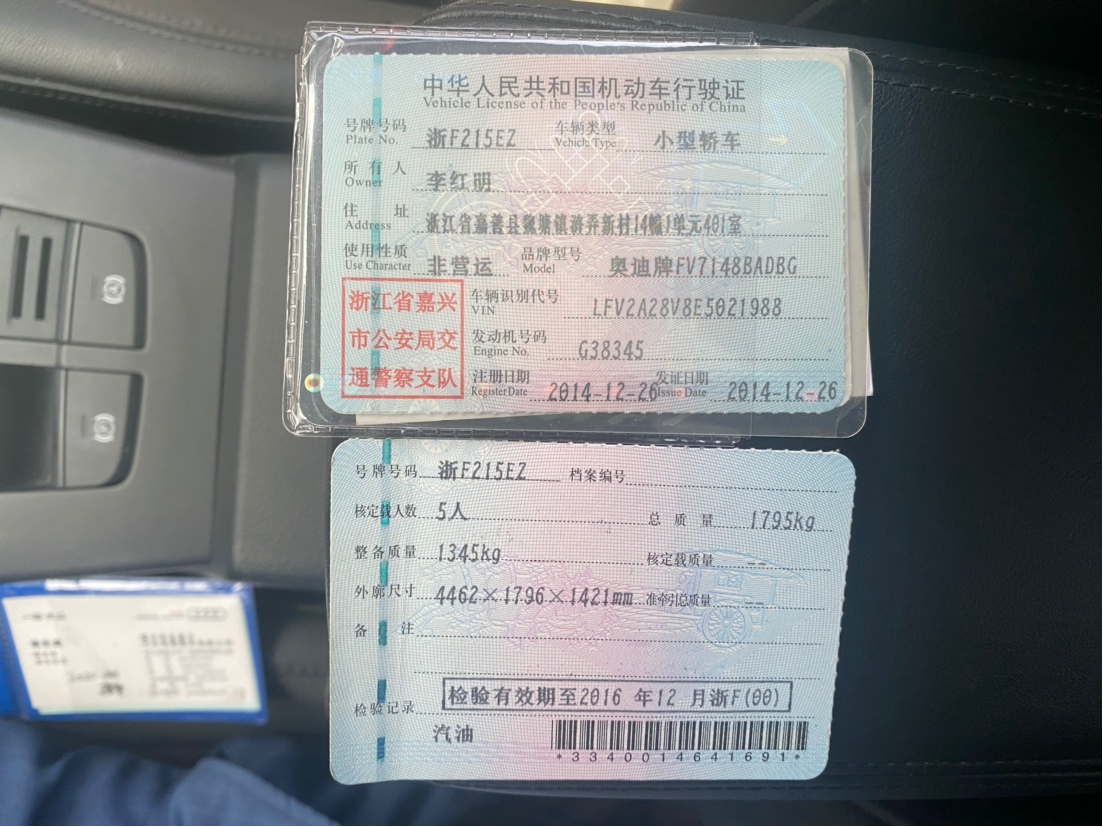 中华人民共和国机动车行驶证
Vehicle License of the People's Republic of China
号牌号码 浙F215EZ 车辆类型 小型轿车
Plate No. Vehicle Type
所有人 李红明
Owner
住址 浙江省嘉善县魏塘镇浒弄新村14幢1单元401室
Address
使用性质 非营运 品牌型号 奥迪牌FV7148BADBG
Use Character Model
浙江省嘉兴
市公安局交
通警察支队
车辆识别代号 LFV2A28V8E5021988
VIN
发动机号码 G38345
Engine No.
注册日期 2014-12-26 发证日期 2014-12-26
Register Date Issue Date
号牌号码 浙F215EZ 档案编号
核定载人数 5人 总质量 1795kg
整备质量 1345kg 核定载质量 --
外廓尺寸 4462×1796×1421mm 准牵引总质量 --
备注
检验记录 检验有效期至2016 年12 月浙F(00)
汽油
*3340014641691*